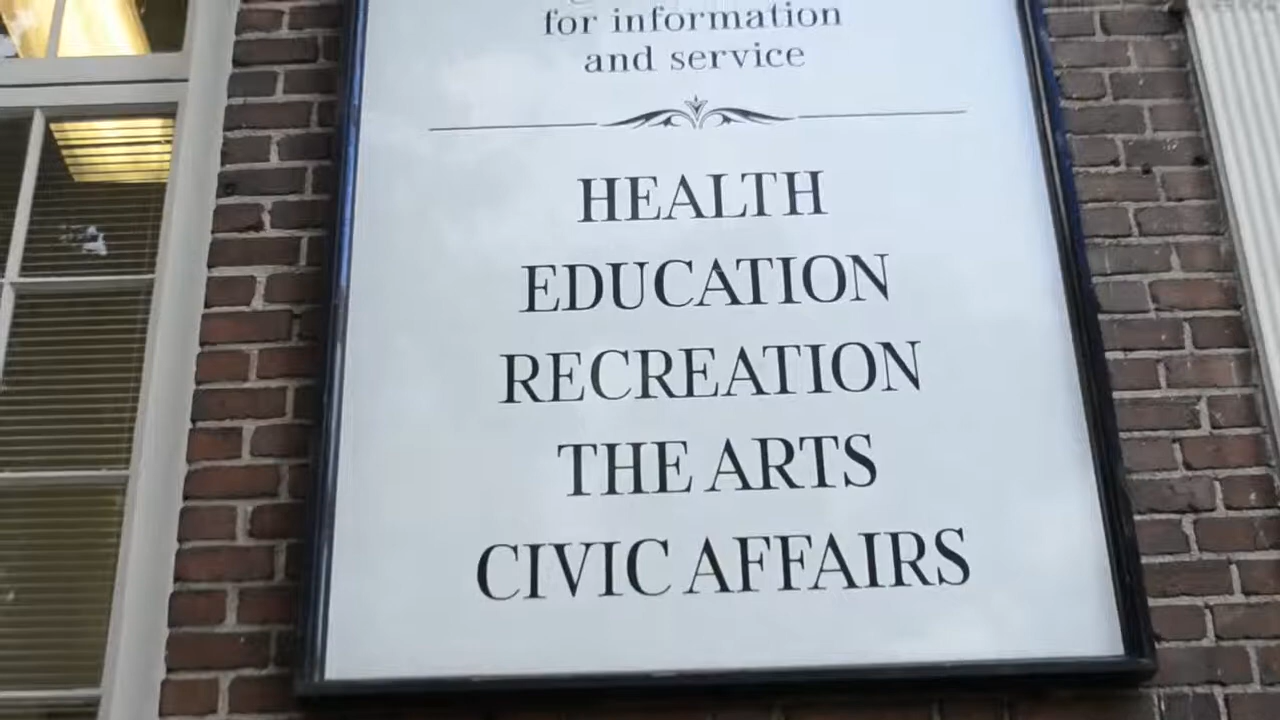 for information
and service
HEALTH
EDUCATION
RECREATION
THE ARTS
CIVIC AFFAIRS